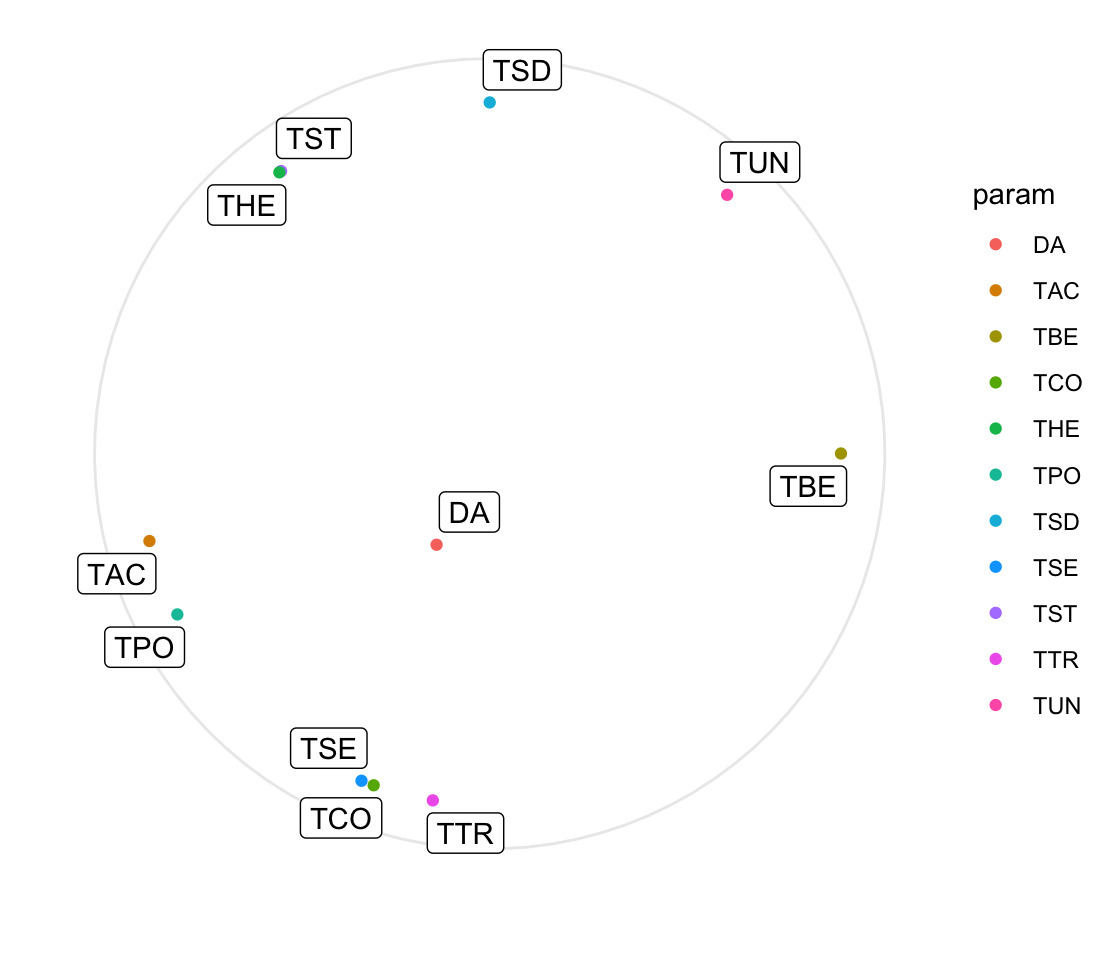 TSD
TST
TUN
THE
TBE
DA
TAC
TPO
TSE
TCO
TTR
param
DA
TAC
TBE
TCO
THE
TPO
TSD
TSE
TST
TTR
TUN